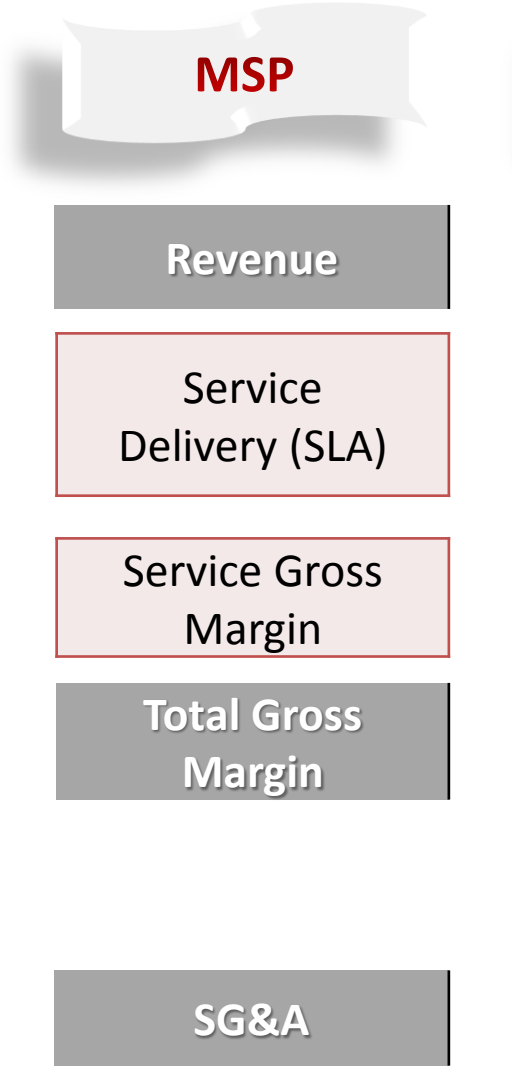 MSP
Revenue
Service
Delivery (SLA)
Service Gross
Margin
Total Gross
Margin
SG&A